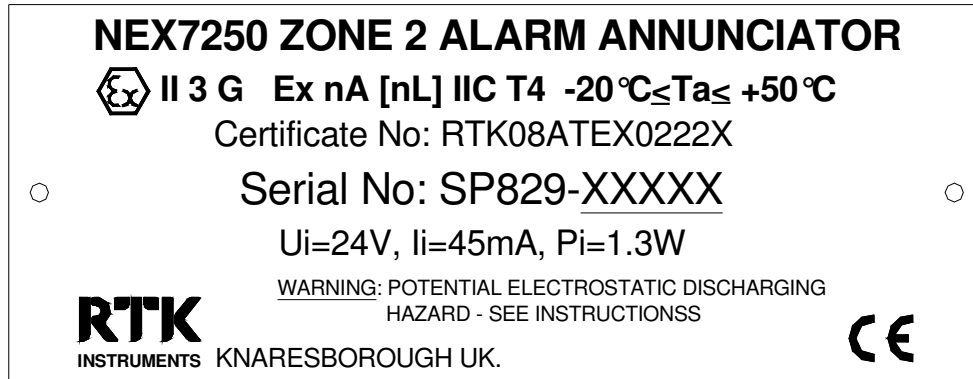 NEX7250 ZONE 2 ALARM ANNUNCIATOR
Ex II 3 G Ex nA [nL] IIC T4 -20°C≤Ta≤ +50°C
Certificate No: RTK08ATEX0222X
Serial No: SP829-XXXXX
Ui=24V, Ii=45mA, Pi=1.3W
WARNING: POTENTIAL ELECTROSTATIC DISCHARGING
HAZARD - SEE INSTRUCTIONSS
RTK
INSTRUMENTS KNARESBOROUGH UK.
CE